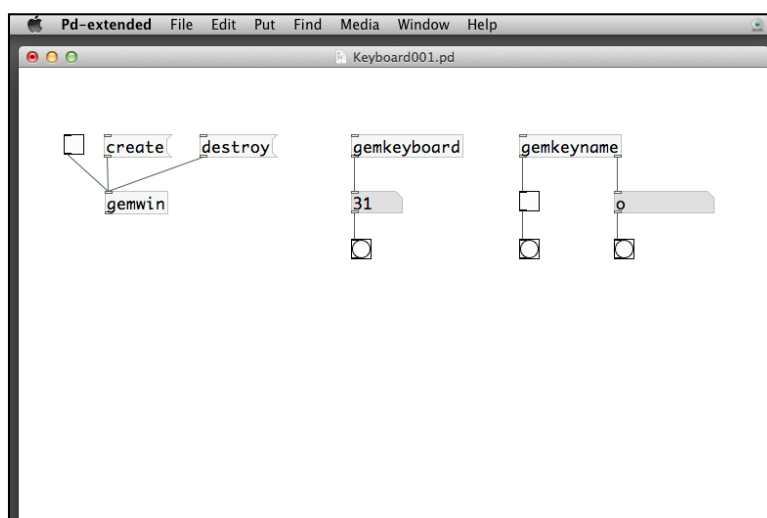 Pd-extended File Edit Put Find Media Window Help
Keyboard001.pd
create destroy gemkeyboard gemkeyname
gemwin 31 o